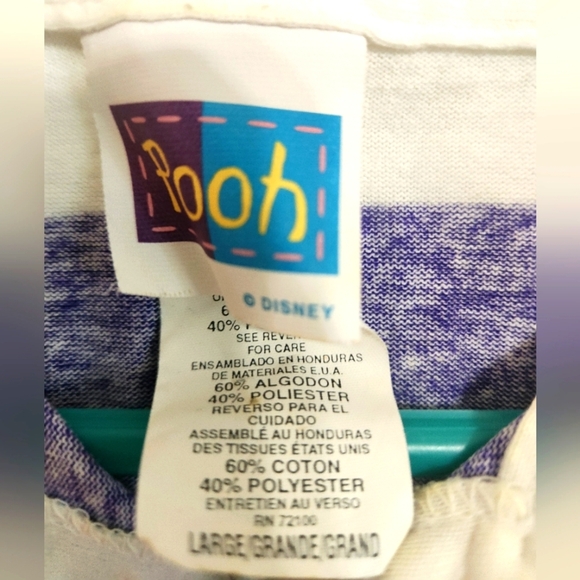 Pooh
© DISNEY
40%
SEE
FOR CARE
ENSAMBLADO EN HONDURAS
DE MATERIALES E.U.A.
60% ALGODON
40% POLIESTER
REVERSO PARA EL
CUIDADO
ASSEMBLÉ AU HONDURAS
DES TISSUES ÉTATS UNIS
60% COTON
40% POLYESTER
ENTRETIEN AU VERSO
RN 72100
LARGE/GRANDE/GRAND